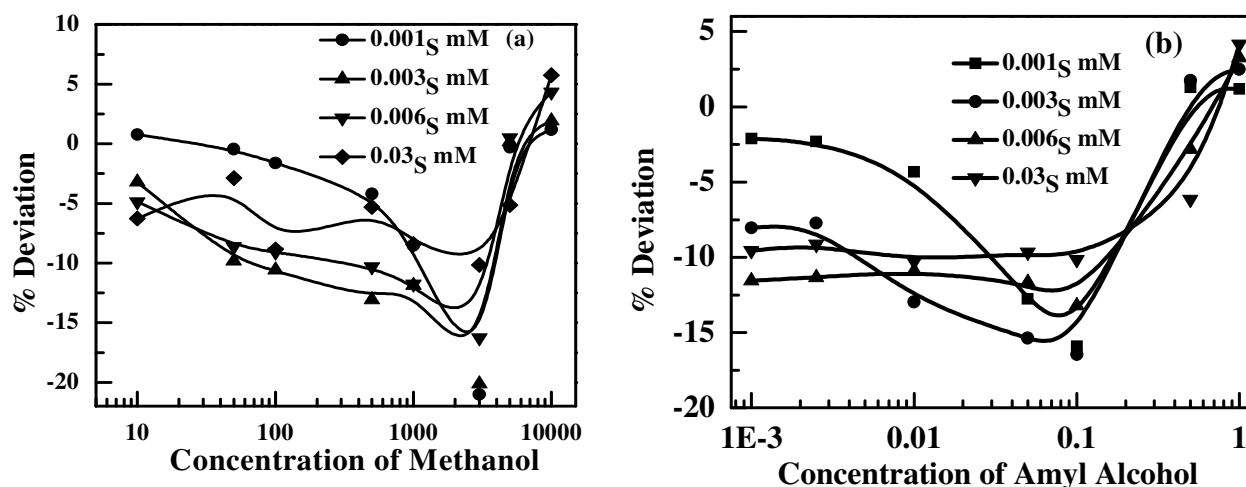 10
5
0
-5
-10
-15
-20
% Deviation
0.001S mM
0.003S mM
0.006S mM
0.03S mM
(a)
10
100
1000
10000
Concentration of Methanol
5
0
-5
-10
-15
-20
% Deviation
0.001S mM
0.003S mM
0.006S mM
0.03S mM
(b)
1E-3
0.01
0.1
1
Concentration of Amyl Alcohol